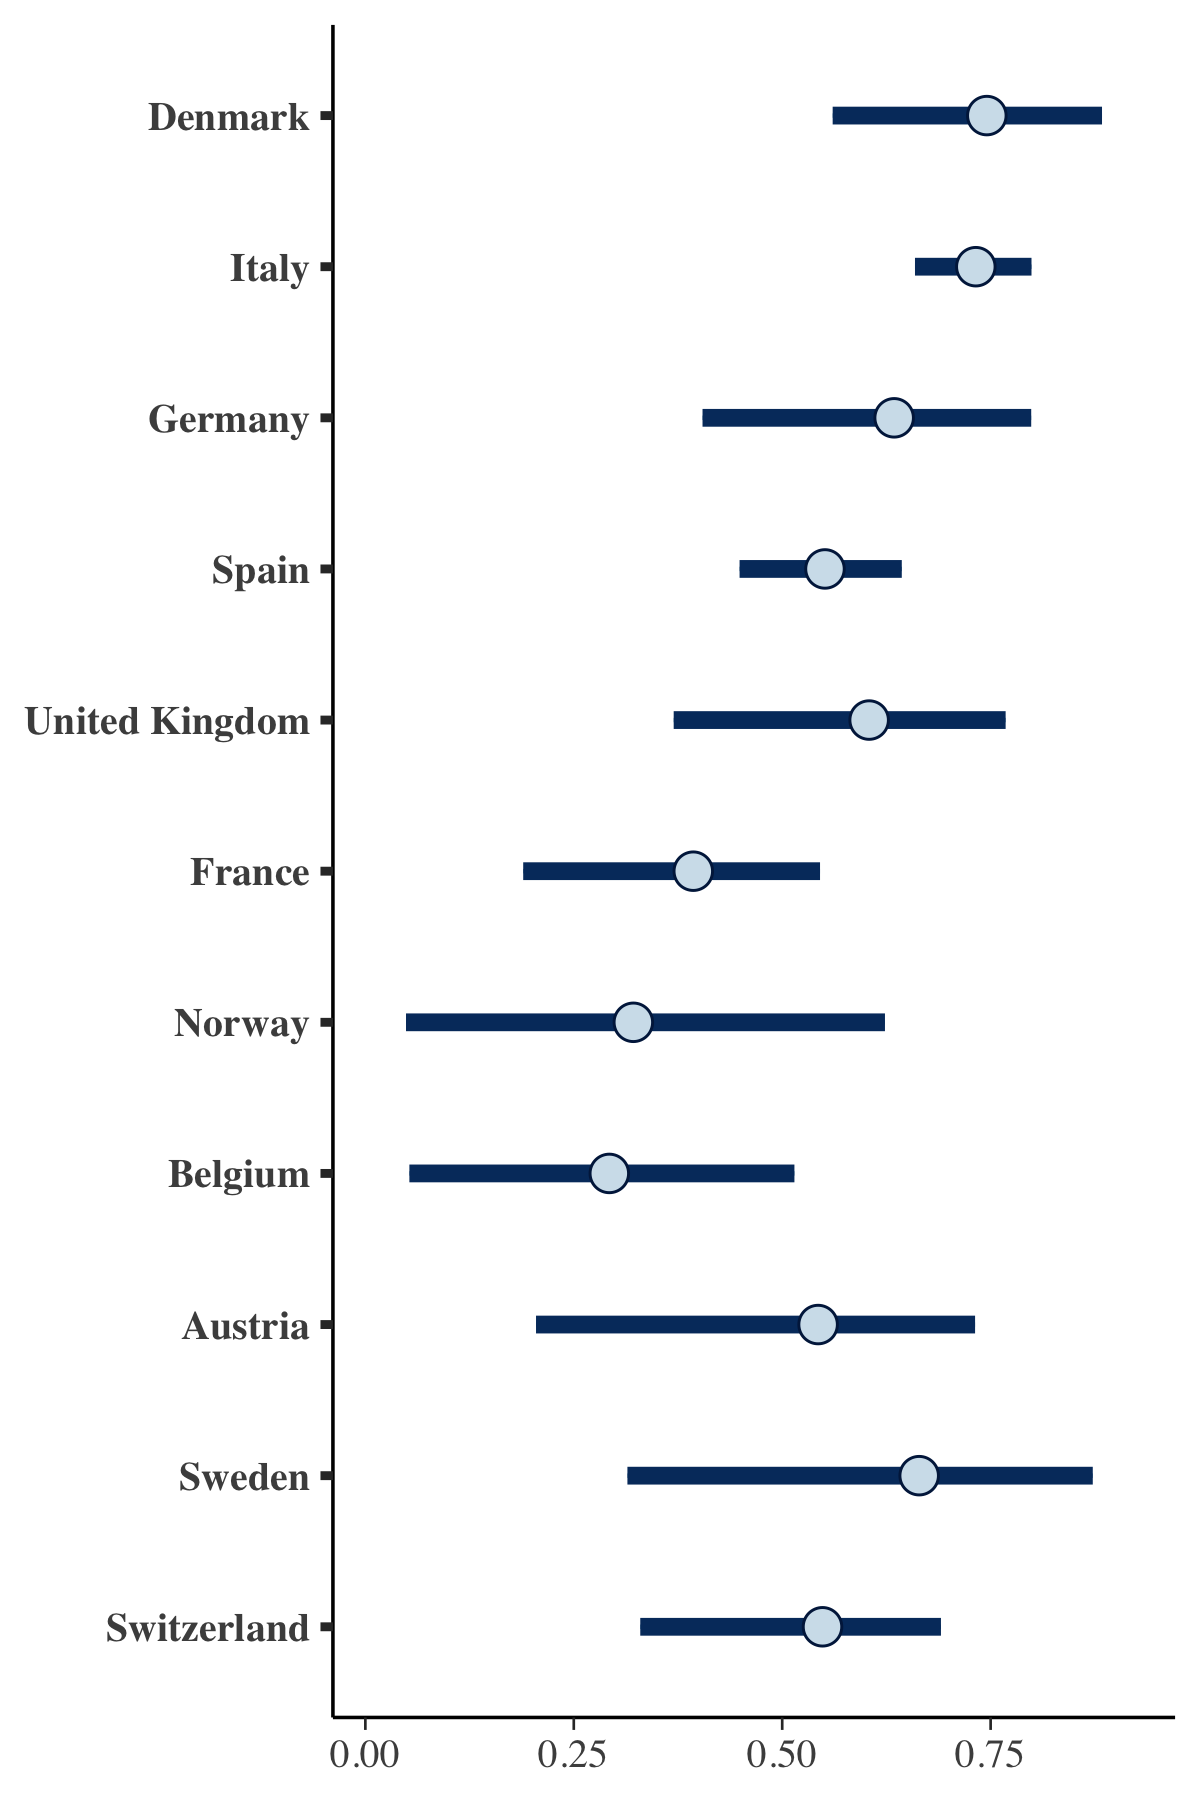 Denmark
Italy
Germany
Spain
United Kingdom
France
Norway
Belgium
Austria
Sweden
Switzerland
0.00 0.25 0.50 0.75